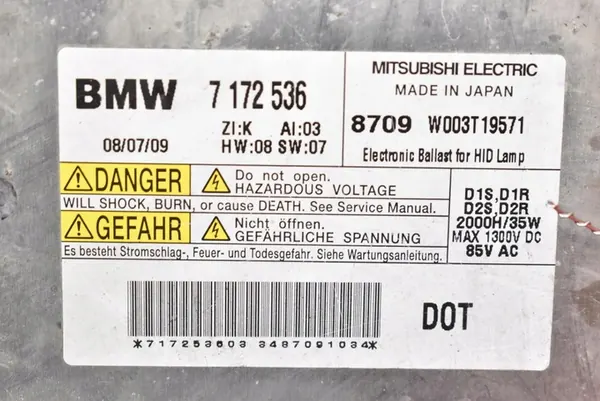 BMW 7 172 536
08/07/09
ZI:K AI:03
HW:08 SW:07
MITSUBISHI ELECTRIC
MADE IN JAPAN
8709 W003T19571
Electronic Ballast for HID Lamp
DANGER
Do not open.
HAZARDOUS VOLTAGE
WILL SHOCK, BURN, or cause DEATH. See Service Manual.
GEFAHR
Nicht öffnen.
GEFÄHRLICHE SPANNUNG
Es besteht Stromschlag-, Feuer- und Todesgefahr. Siehe Wartungsanleitung.
D1S,D1R
D2S,D2R
2000H/35W
MAX 1300V DC
85V AC
*717253603 3487091034*
DOT